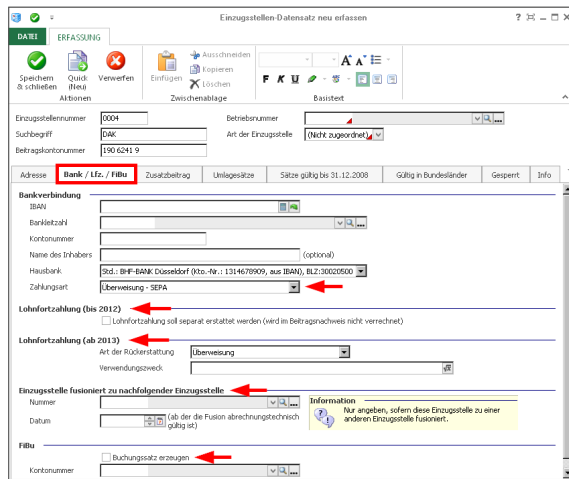 Einzugsstellen-Datensatz neu erfassen
DATEI ERFASSUNG
Speichern & schließen
Quick (Neu)
Verwerfen
Aktionen
Einfügen
Ausschneiden
Kopieren
Löschen
Zwischenablage
F K U
Basistext
Einzugsstellennummer 0004 Betriebsnummer
Suchbegriff DAK Art der Einzugsstelle (Nicht zugeordnet)
Beitragskontonummer 190 6241 9
Adresse Bank / Lfz. / FiBu Zusatzbeitrag Umlagesätze Sätze gültig bis 31.12.2008 Gültig in Bundesländer Gesperrt Info
Bankverbindung
IBAN
Bankleitzahl
Kontonummer
Name des Inhabers (optional)
Hausbank Std.: BHF-BANK Düsseldorf (Kto.-Nr.: 1314678909, aus IBAN), BLZ:30020500
Zahlungsart Überweisung - SEPA
Lohnfortzahlung (bis 2012)
Lohnfortzahlung soll separat erstattet werden (wird im Beitragsnachweis nicht verrechnet)
Lohnfortzahlung (ab 2013)
Art der Rückerstattung Überweisung
Verwendungszweck
Einzugsstelle fusioniert zu nachfolgender Einzugsstelle
Nummer
Datum (ab der die Fusion abrechnungstechnisch
gültig ist)
Information
Nur angeben, sofern diese Einzugsstelle zu einer
anderen Einzugsstelle fusioniert.
FiBu
Buchungssatz erzeugen
Kontonummer